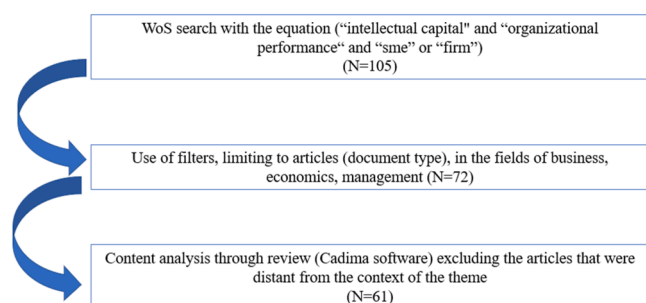 WoS search with the equation (“intellectual capital" and “organizational
performance“ and “sme” or “firm”)
(N=105)
Use of filters, limiting to articles (document type), in the fields of business,
economics, management (N=72)
Content analysis through review (Cadima software) excluding the articles that were
distant from the context of the theme
(N=61)